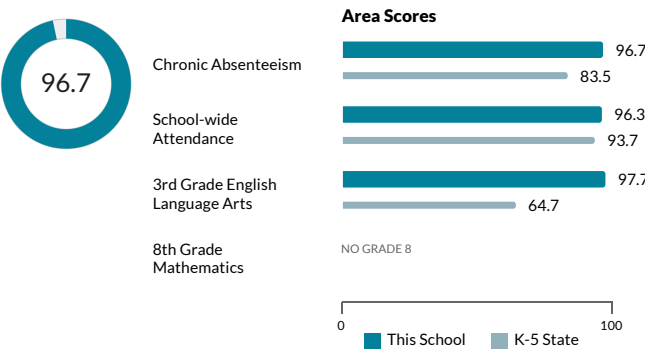 Area Scores
96.7
Chronic Absenteeism
96.7
83.5
School-wide
Attendance
96.3
93.7
3rd Grade English
Language Arts
97.7
64.7
8th Grade
Mathematics
NO GRADE 8
0
100
This School
K-5 State